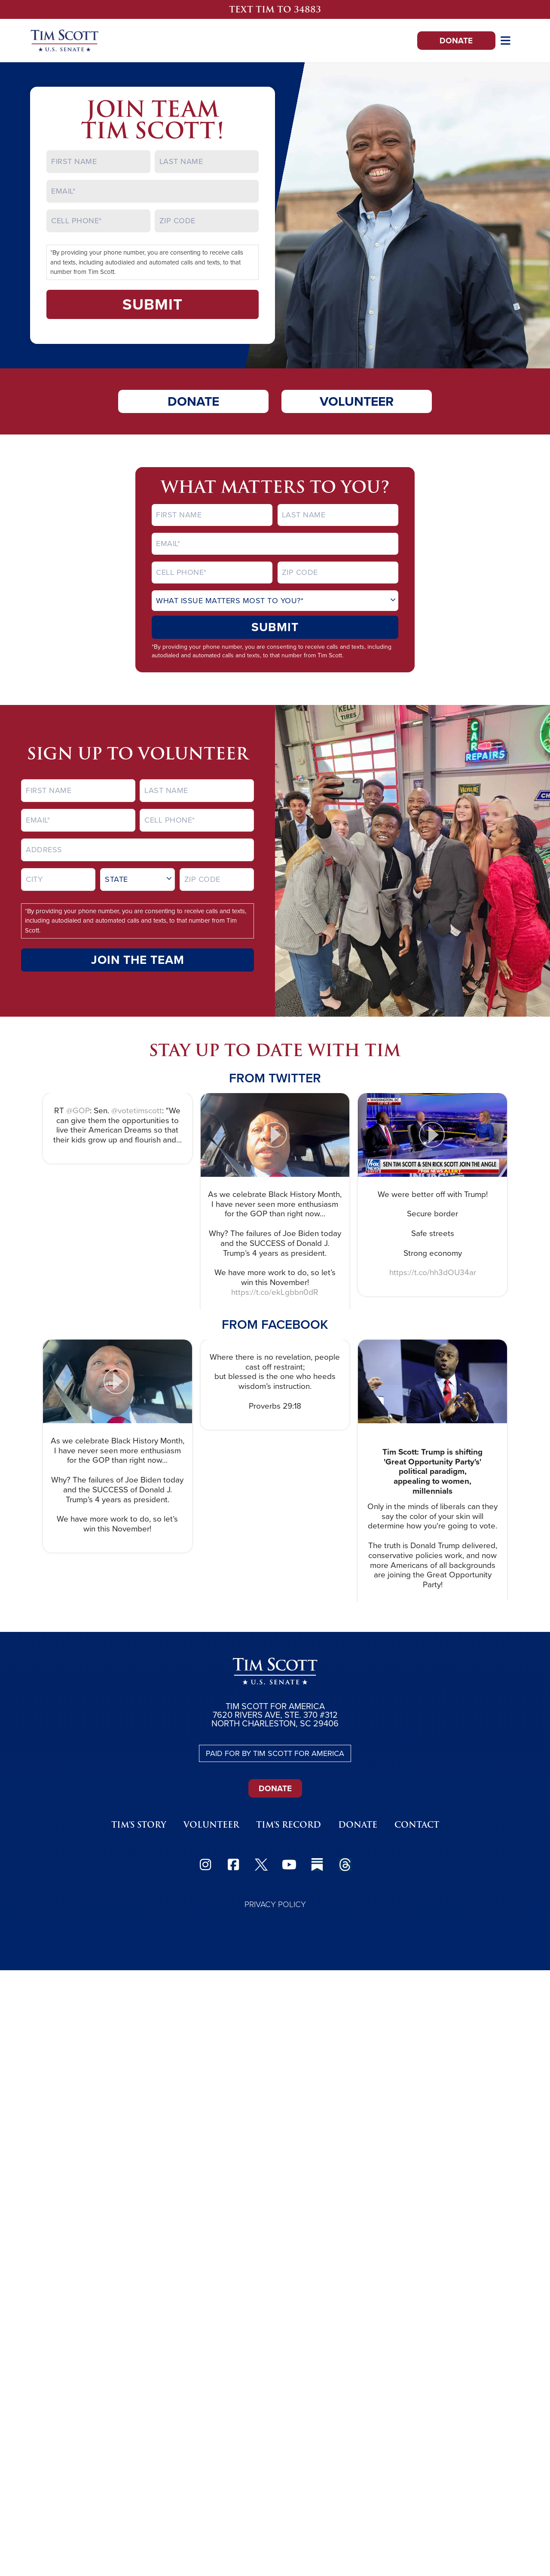 TEXT TIM TO 34883
TIM SCOTT
U.S. SENATE
DONATE
JOIN TEAM
TIM SCOTT!
FIRST NAME
LAST NAME
EMAIL*
CELL PHONE*
ZIP CODE
*By providing your phone number, you are consenting to receive calls
and texts, including autodialed and automated calls and texts, to that
number from Tim Scott.
SUBMIT
DONATE
VOLUNTEER
WHAT MATTERS TO YOU?
FIRST NAME
LAST NAME
EMAIL*
CELL PHONE*
ZIP CODE
WHAT ISSUE MATTERS MOST TO YOU?*
SUBMIT
*By providing your phone number, you are consenting to receive calls and texts, including
autodialed and automated calls and texts, to that number from Tim Scott.
KELLY
TIRES
CAR
REPAIRS
VALVOLINE
SIGN UP TO VOLUNTEER
FIRST NAME
LAST NAME
EMAIL*
CELL PHONE*
ADDRESS
CITY
STATE
ZIP CODE
*By providing your phone number, you are consenting to receive calls and texts,
including autodialed and automated calls and texts, to that number from Tim
Scott.
JOIN THE TEAM
STAY UP TO DATE WITH TIM
FROM TWITTER
RT @GOP: Sen. @votetimscott: "We
can give them the opportunities to
live their American Dreams so that
their kids grow up and flourish and...
As we celebrate Black History Month,
I have never seen more enthusiasm
for the GOP than right now...
Why? The failures of Joe Biden today
and the SUCCESS of Donald J.
Trump's 4 years as president.
We have more work to do, so let's
win this November!
https://t.co/ekLgbbn0dR
WASHINGTON, DC
SEN TIM SCOTT & SEN RICK SCOTT JOIN THE ANGLE
We were better off with Trump!
Secure border
Safe streets
Strong economy
https://t.co/hh3dOU34ar
FROM FACEBOOK
As we celebrate Black History Month,
I have never seen more enthusiasm
for the GOP than right now...
Why? The failures of Joe Biden today
and the SUCCESS of Donald J.
Trump's 4 years as president.
We have more work to do, so let's
win this November!
Where there is no revelation, people
cast off restraint;
but blessed is the one who heeds
wisdom's instruction.
Proverbs 29:18
Tim Scott: Trump is shifting
'Great Opportunity Party's'
political paradigm,
appealing to women,
millennials
Only in the minds of liberals can they
say the color of your skin will
determine how you're going to vote.
The truth is Donald Trump delivered,
conservative policies work, and now
more Americans of all backgrounds
are joining the Great Opportunity
Party!
TIM SCOTT
U.S. SENATE
TIM SCOTT FOR AMERICA
7620 RIVERS AVE, STE. 370 #312
NORTH CHARLESTON, SC 29406
PAID FOR BY TIM SCOTT FOR AMERICA
DONATE
TIM'S STORY
VOLUNTEER
TIM'S RECORD
DONATE
CONTACT
PRIVACY POLICY